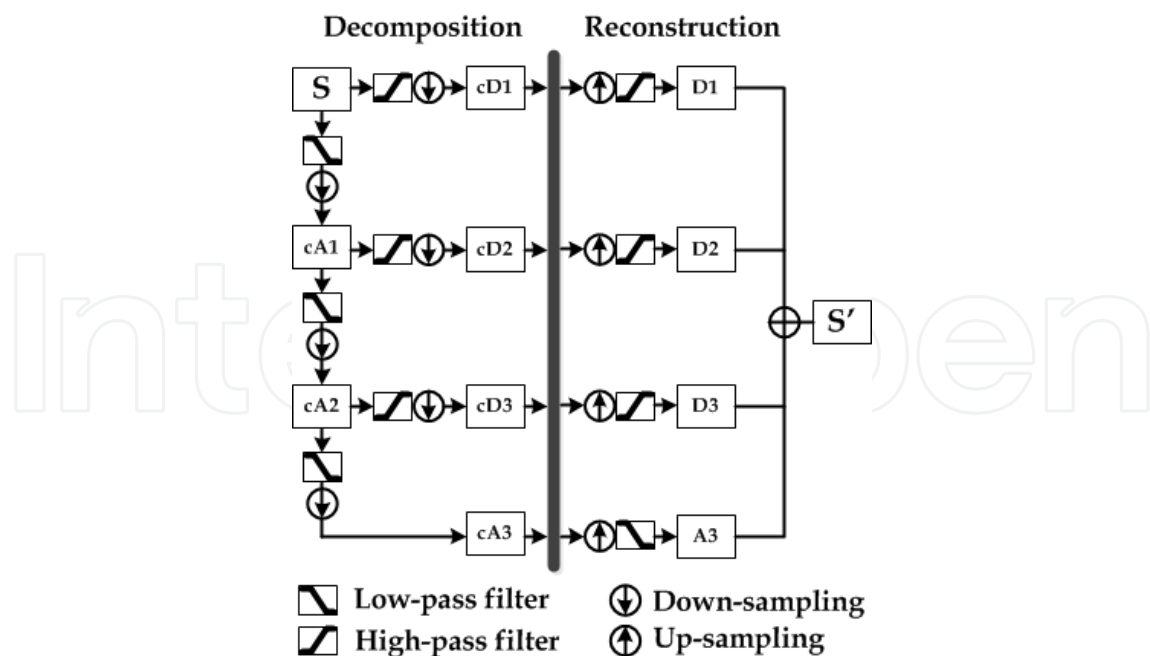 Decomposition Reconstruction
S cD1 D1
cA1 cD2 D2
S′
cA2 cD3 D3
cA3 A3
Low-pass filter Down-sampling
High-pass filter Up-sampling